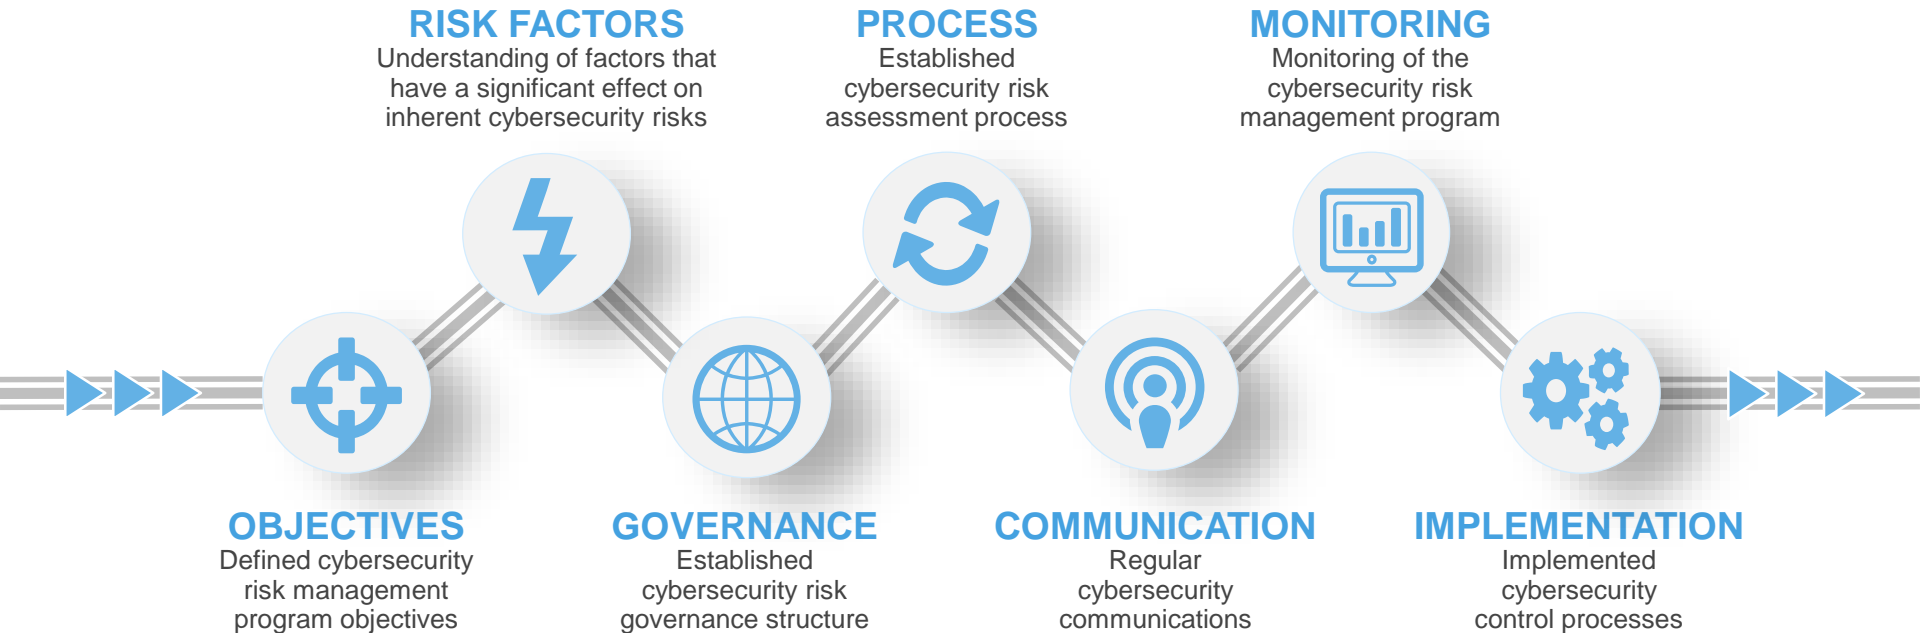 RISK FACTORS
Understanding of factors that
have a significant effect on
inherent cybersecurity risks
PROCESS
Established
cybersecurity risk
assessment process
MONITORING
Monitoring of the
cybersecurity risk
management program
OBJECTIVES
Defined cybersecurity
risk management
program objectives
GOVERNANCE
Established
cybersecurity risk
governance structure
COMMUNICATION
Regular
cybersecurity
communications
IMPLEMENTATION
Implemented
cybersecurity
control processes